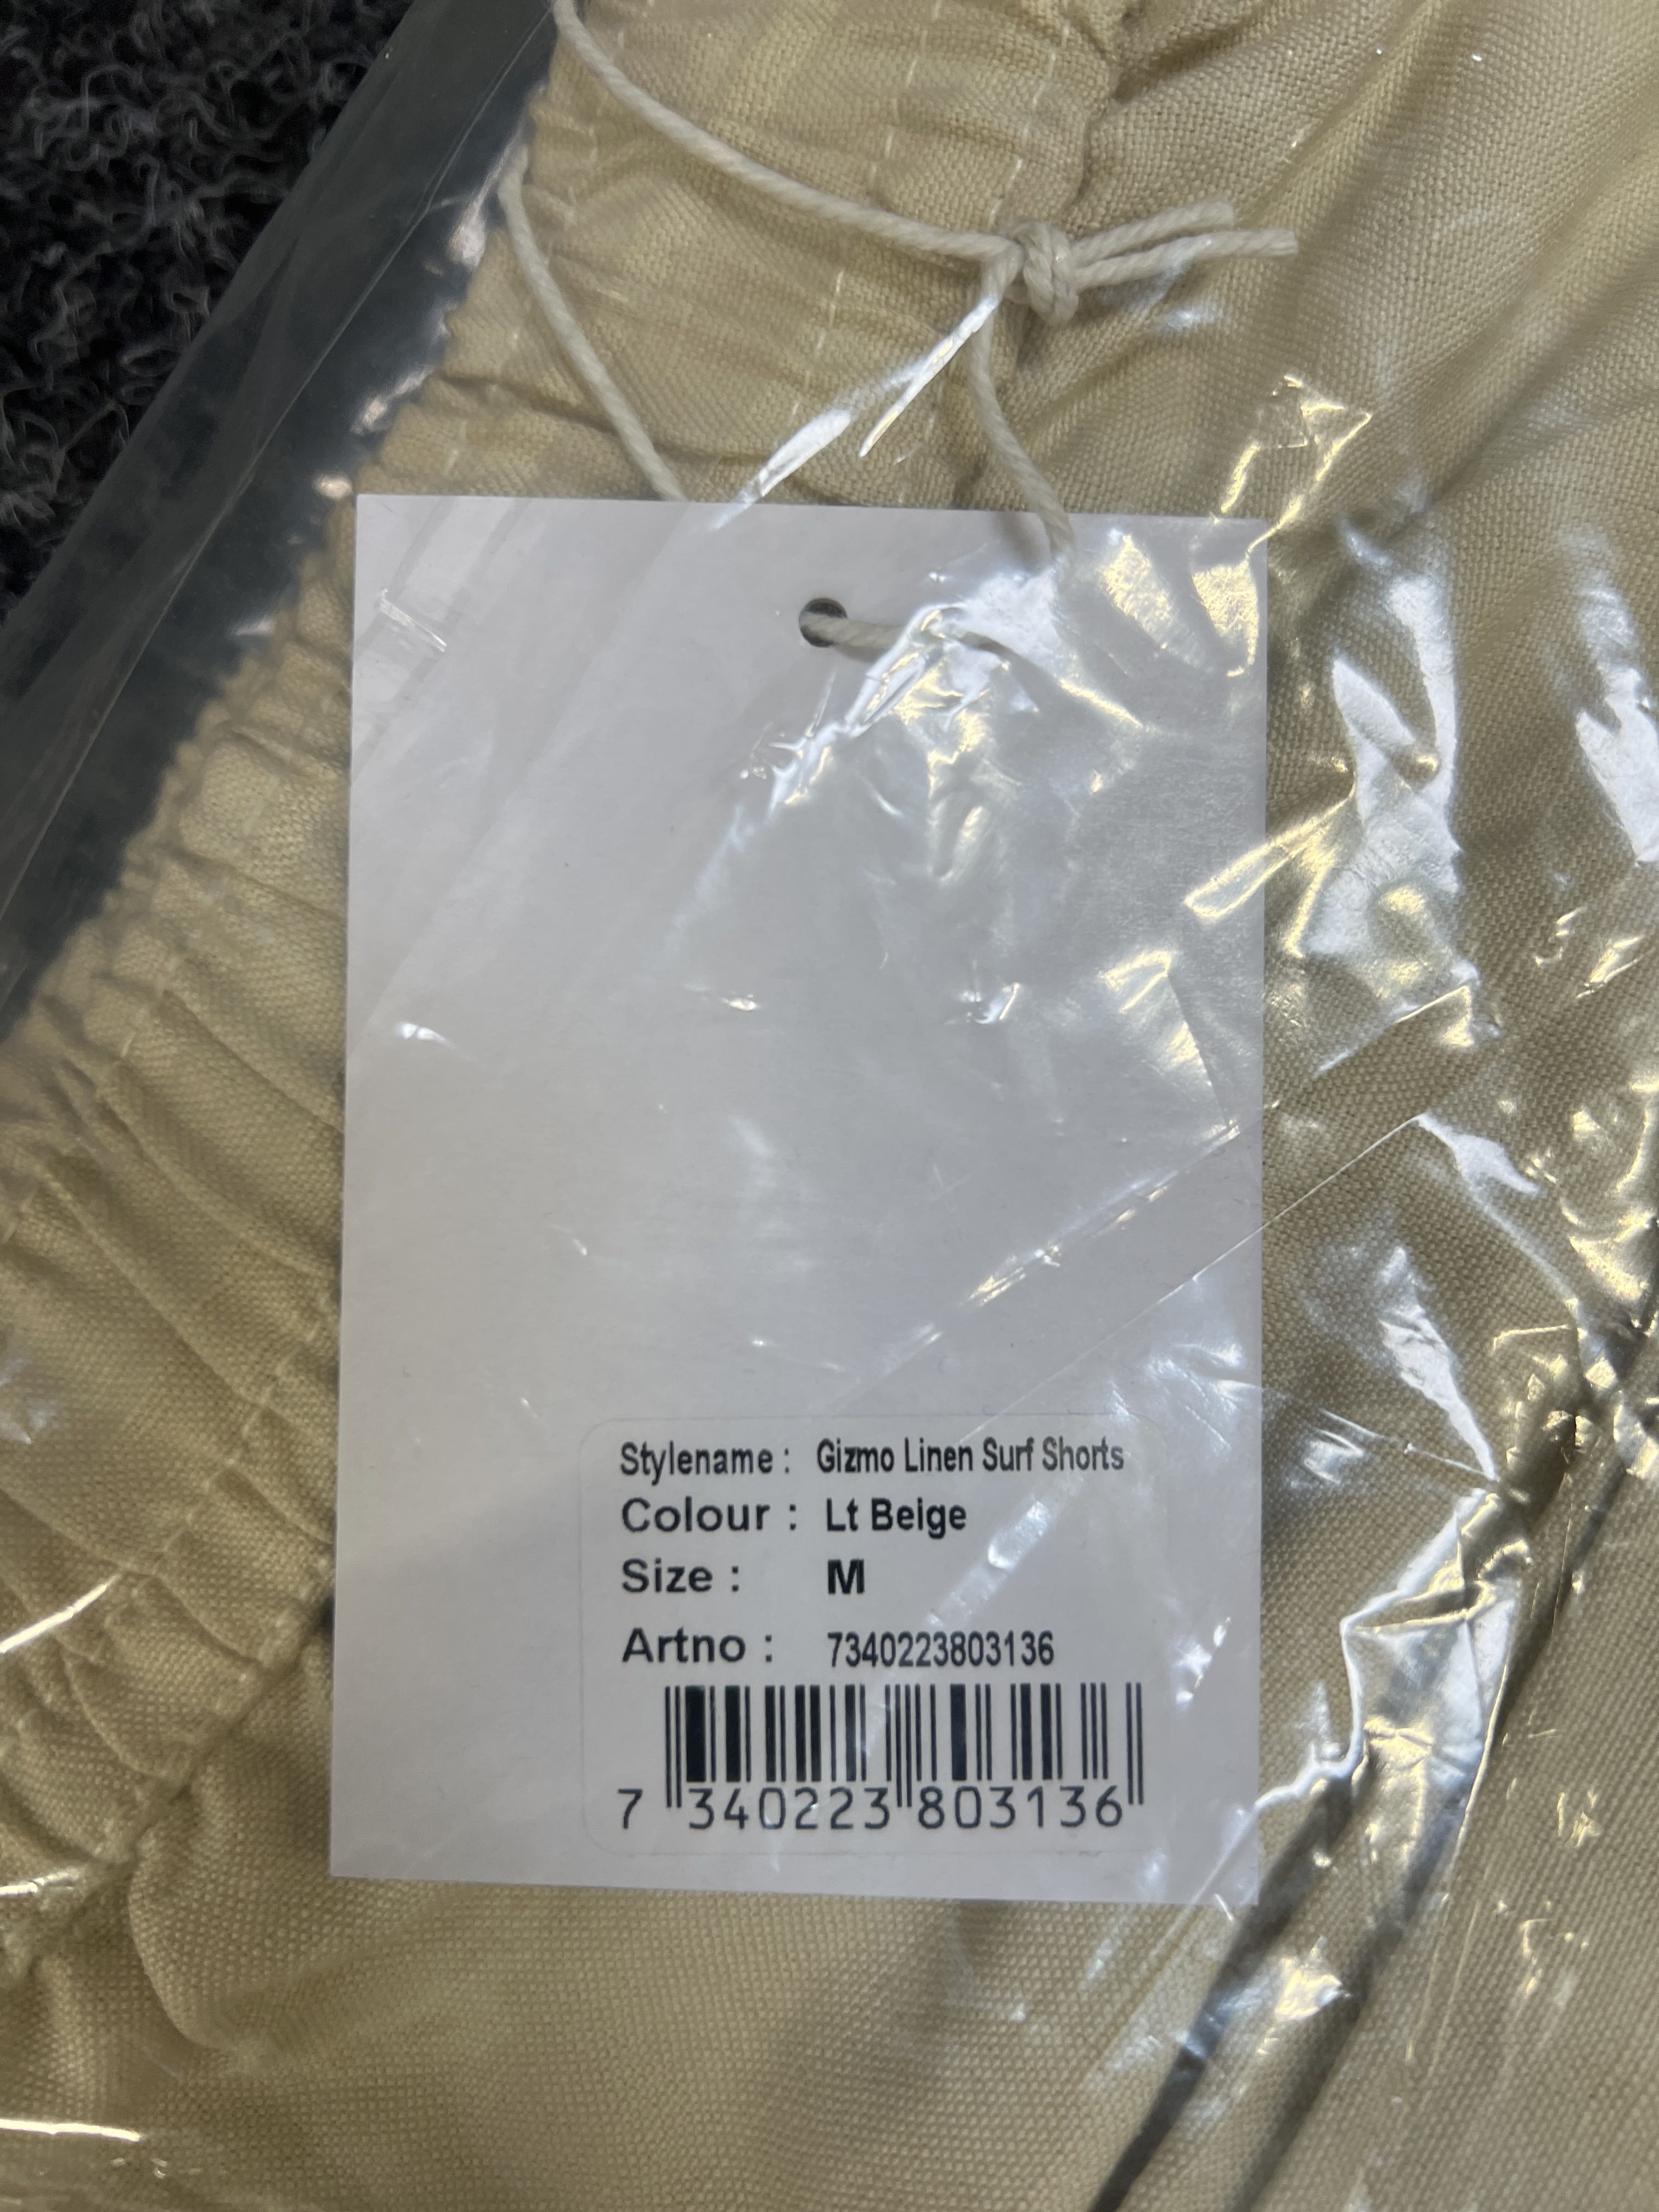 Stylename : Gizmo Linen Surf Shorts
Colour : Lt Beige
Size : M
Artno : 7340223803136
7 340223 803136